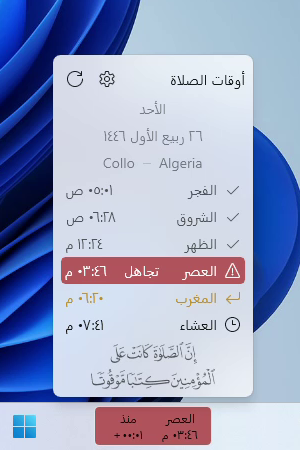 أوقات الصلاة
الأحد
٢٦ ربيع الأول ١٤٤٦
Collo – Algeria
الفجر ٠٥:٠١ ص
الشروق ٠٦:٢٨ ص
الظهر ١٢:٢٤ م
العصر تجاهل ٠٣:٤٦ م
المغرب ٠٦:٢٠ م
العشاء ٠٧:٤١ م
إِنَّ الصَّلَوٰةَ كَانَتْ عَلَى
الْمُؤْمِنِينَ كِتَٰبًا مَّوْقُوتًا
العصر منذ
٠٣:٤٦ م ٠٠:٠١+